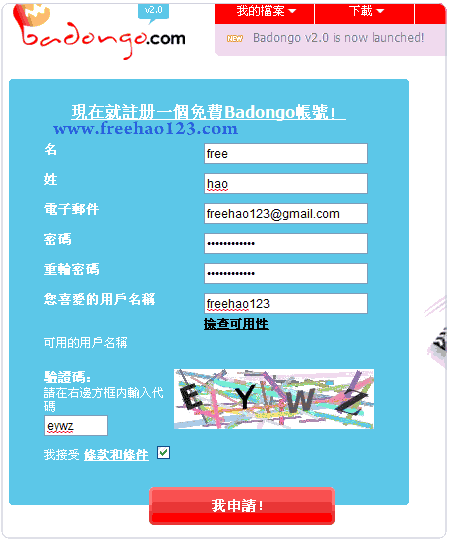 v2.0
badongo.com
我的檔案 下載
NEW Badongo v2.0 is now launched!
現在就註册一個免費Badongo帳號!
www.freehao123.com
名 free
姓 hao
電子郵件 freehao123@gmail.com
密碼 ••••••••••••
重輸密碼 ••••••••••••
您喜愛的用戶名稱 freehao123
檢查可用性
可用的用戶名稱
驗證碼:
請在右邊方框内輸入代
碼
E Y W Z
eywz
我接受 條款和條件
我申請!